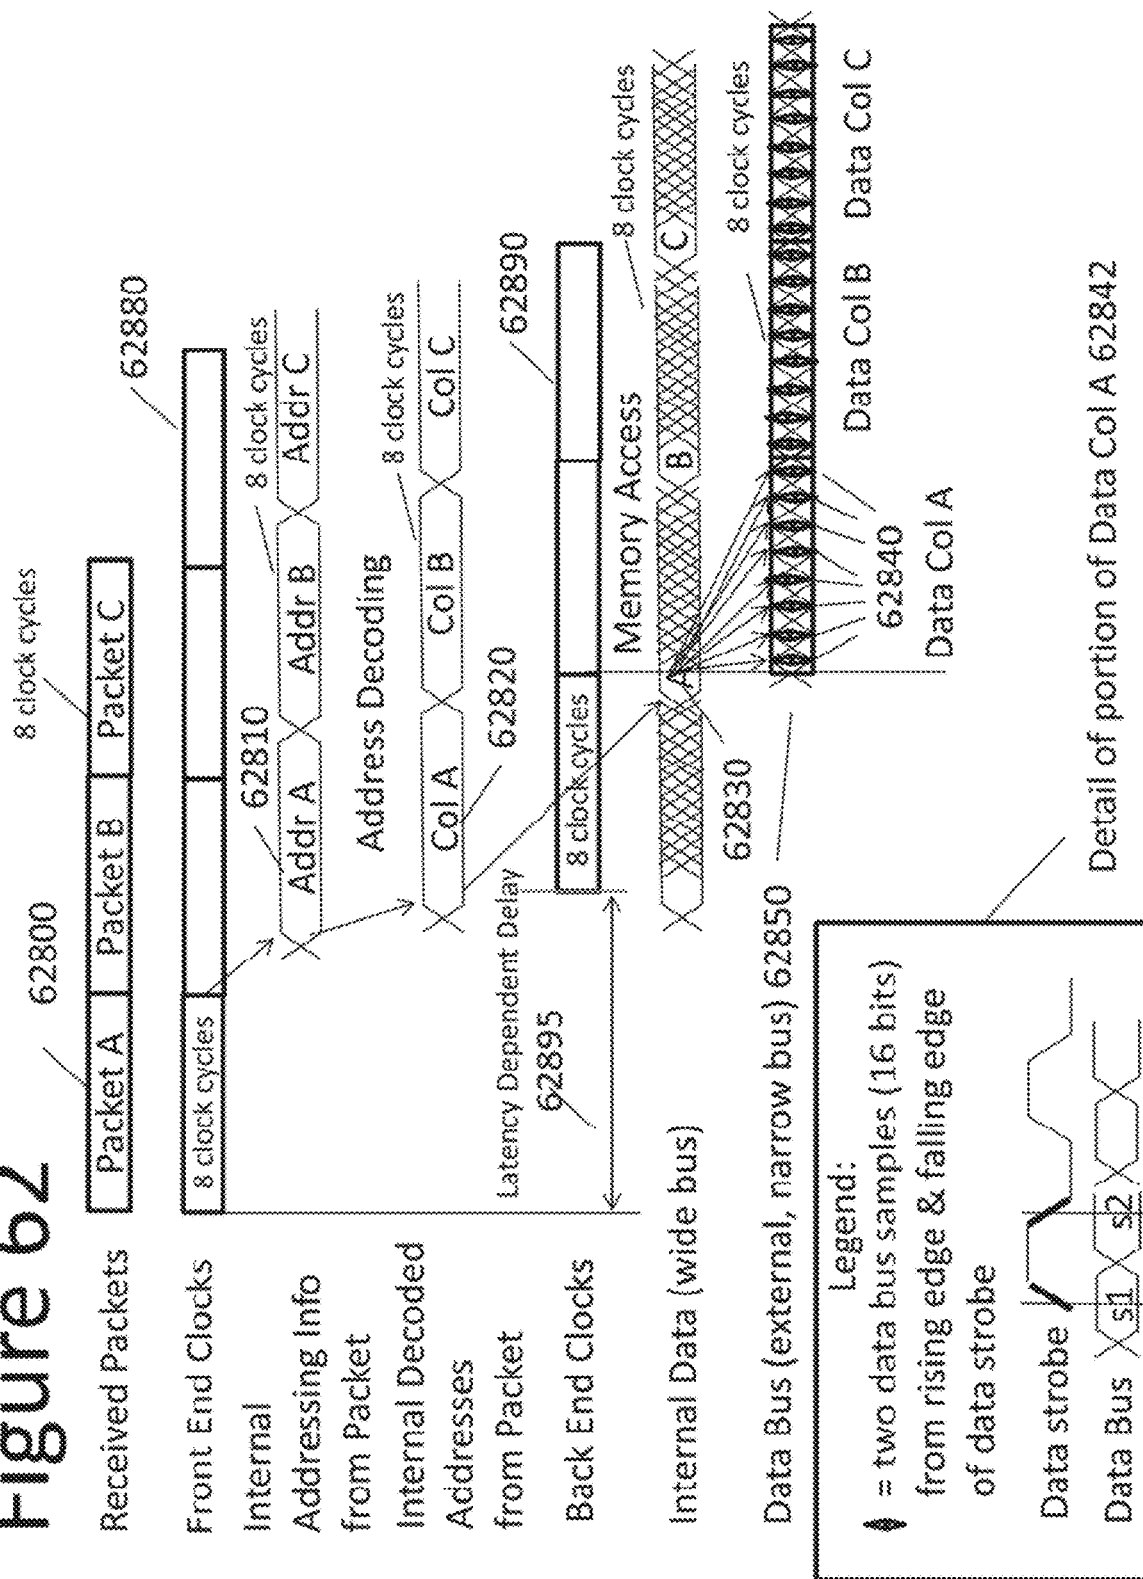 Figure 62
62800
8 clock cycles
Received Packets
Packet A
Packet B
Packet C
62880
Front End Clocks
8 clock cycles
62810
8 clock cycles
Internal
Addressing Info
from Packet
Addr A
Addr B
Addr C
Address Decoding
8 clock cycles
Internal Decoded
Addresses
from Packet
Col A
Col B
Col C
62820
Latency Dependent Delay
62895
62890
Back End Clocks
8 clock cycles
Memory Access
8 clock cycles
Internal Data (wide bus)
A
B
C
62830
8 clock cycles
Data Bus (external, narrow bus) 62850
Data Col B
Data Col C
62840
Data Col A
Legend:
= two data bus samples (16 bits)
from rising edge & falling edge
of data strobe
Data strobe
Data Bus
s1
s2
Detail of portion of Data Col A 62842